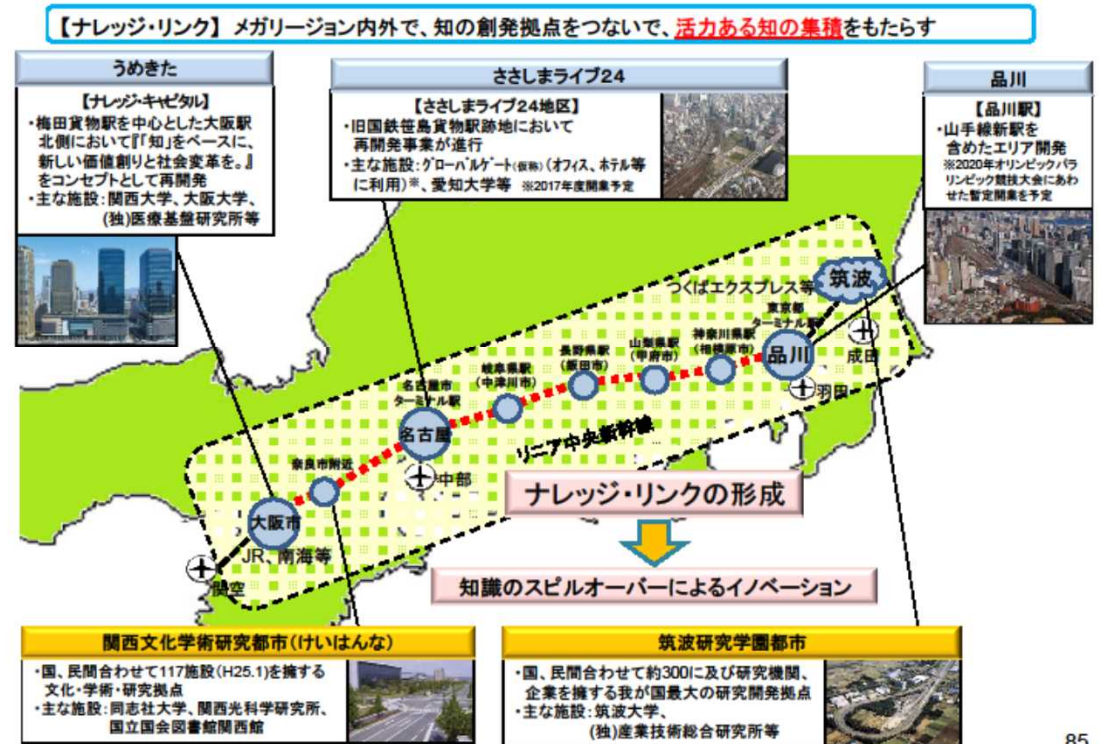 【ナレッジ・リンク】 メガリージョン内外で、知の創発拠点をつないで、活力ある知の集積をもたらす
うめきた
【ナレッジ・キャピタル】
・梅田貨物駅を中心とした大阪駅
北側において『「知」をベースに、
新しい価値創りと社会変革を。』
をコンセプトとして再開発
・主な施設：関西大学、大阪大学、
(独)医療基盤研究所等
ささしまライブ24
【ささしまライブ24地区】
・旧国鉄笹島貨物駅跡地において
再開発事業が進行
・主な施設：グローバルゲート(仮称)(オフィス、ホテル等
に利用)※、愛知大学等 ※2017年度開業予定
品川
【品川駅】
・山手線新駅を
含めたエリア開発
※2020年オリンピックパラ
リンピック競技大会にあわ
せた暫定開業を予定
筑波
つくばエクスプレス等
東京都
ターミナル駅
品川
成田
羽田
神奈川県駅
(相模原市)
山梨県駅
(甲府市)
長野県駅
(飯田市)
岐阜県駅
(中津川市)
名古屋市
ターミナル駅
名古屋
中部
リニア中央新幹線
奈良市附近
大阪市
JR、南海等
関空
ナレッジ・リンクの形成
知識のスピルオーバーによるイノベーション
関西文化学術研究都市(けいはんな)
・国、民間合わせて117施設(H25.1)を擁する
文化・学術・研究拠点
・主な施設：同志社大学、関西光科学研究所、
国立国会図書館関西館
筑波研究学園都市
・国、民間合わせて約300に及び研究機関、
企業を擁する我が国最大の研究開発拠点
・主な施設：筑波大学、
(独)産業技術総合研究所等
85